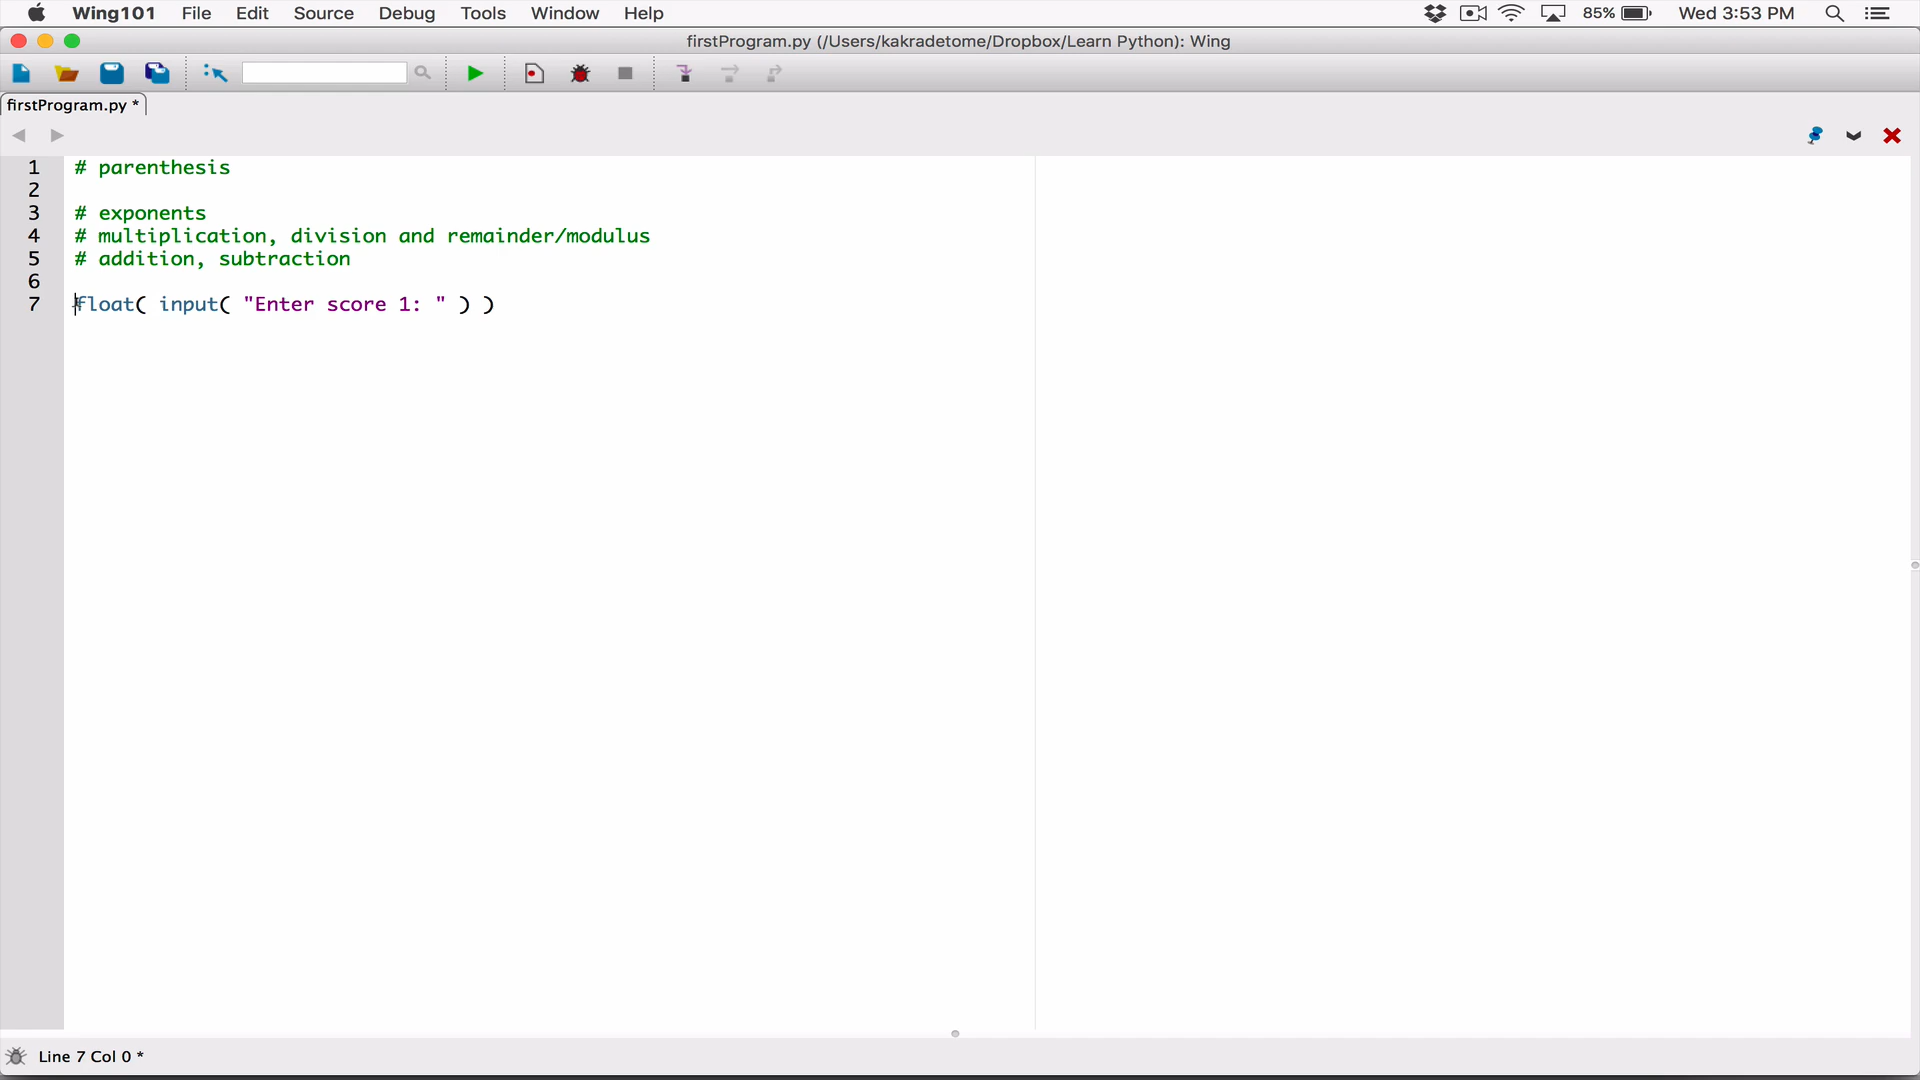 Wing101 File Edit Source Debug Tools Window Help 85% Wed 3:53 PM
firstProgram.py (/Users/kakradetome/Dropbox/Learn Python): Wing
firstProgram.py *
1 # parenthesis
2
3 # exponents
4 # multiplication, division and remainder/modulus
5 # addition, subtraction
6
7 float( input( "Enter score 1: " ) )
Line 7 Col 0 *